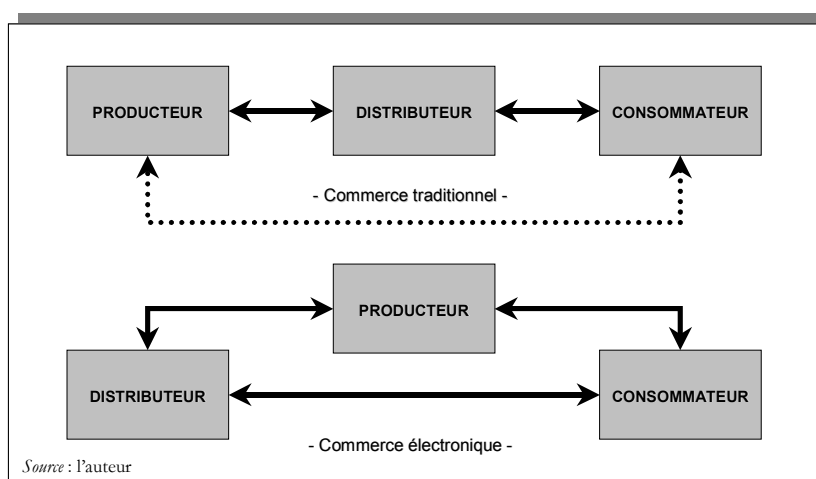 PRODUCTEUR DISTRIBUTEUR CONSOMMATEUR
- Commerce traditionnel -
PRODUCTEUR
DISTRIBUTEUR CONSOMMATEUR
- Commerce électronique -
Source : l'auteur